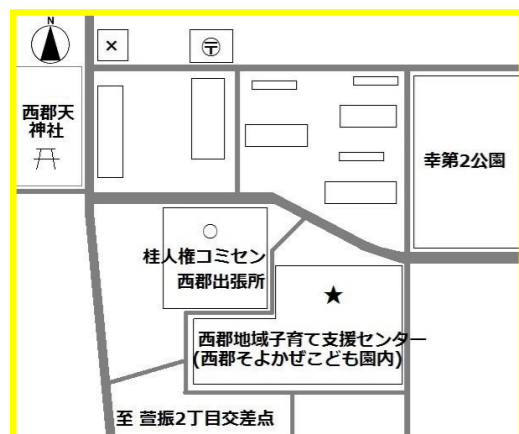 N
×
〒
西郡天
神社
幸第2公園
○
桂人権コミセン
西郡出張所
★
西郡地域子育て支援センター
(西郡そよかぜこども園内)
至 萱振2丁目交差点